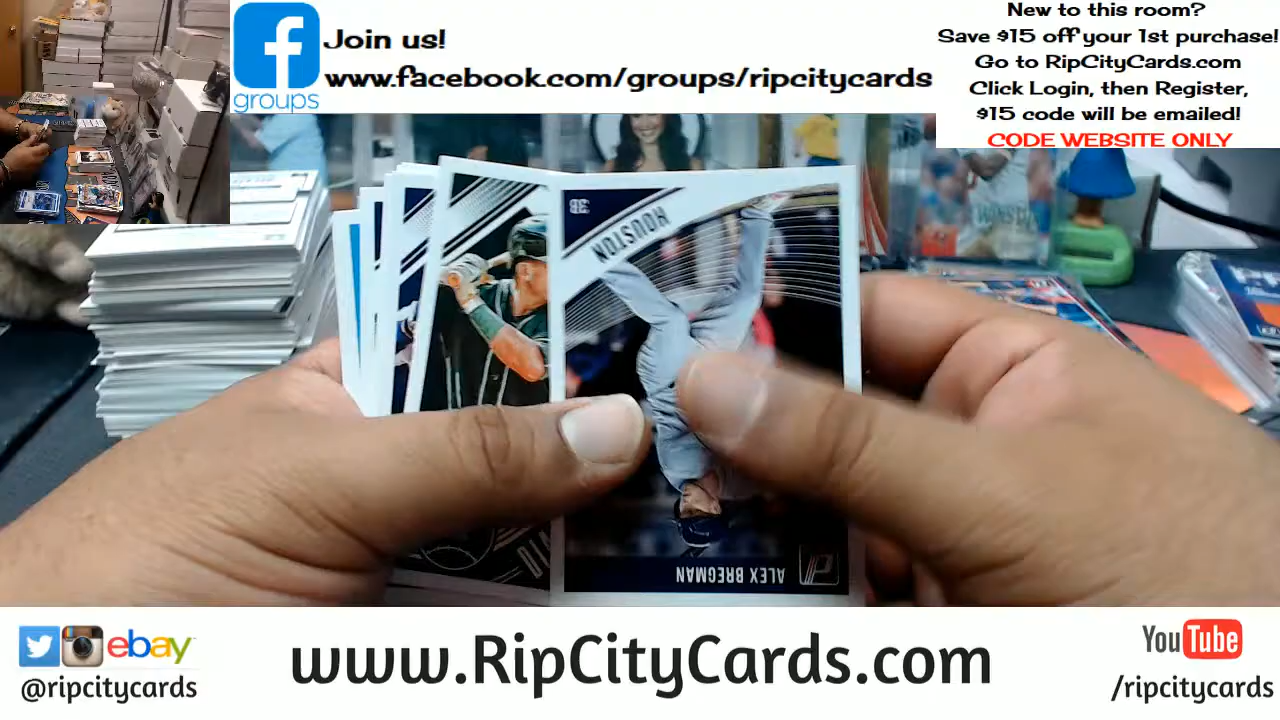 groups
Join us!
www.facebook.com/groups/ripcitycards
New to this room?
Save $15 off your 1st purchase!
Go to RipCityCards.com
Click Login, then Register,
$15 code will be emailed!
CODE WEBSITE ONLY
3B
HOUSTON
ALEX BREGMAN
ebay
@ripcitycards
www.RipCityCards.com
YouTube
/ripcitycards